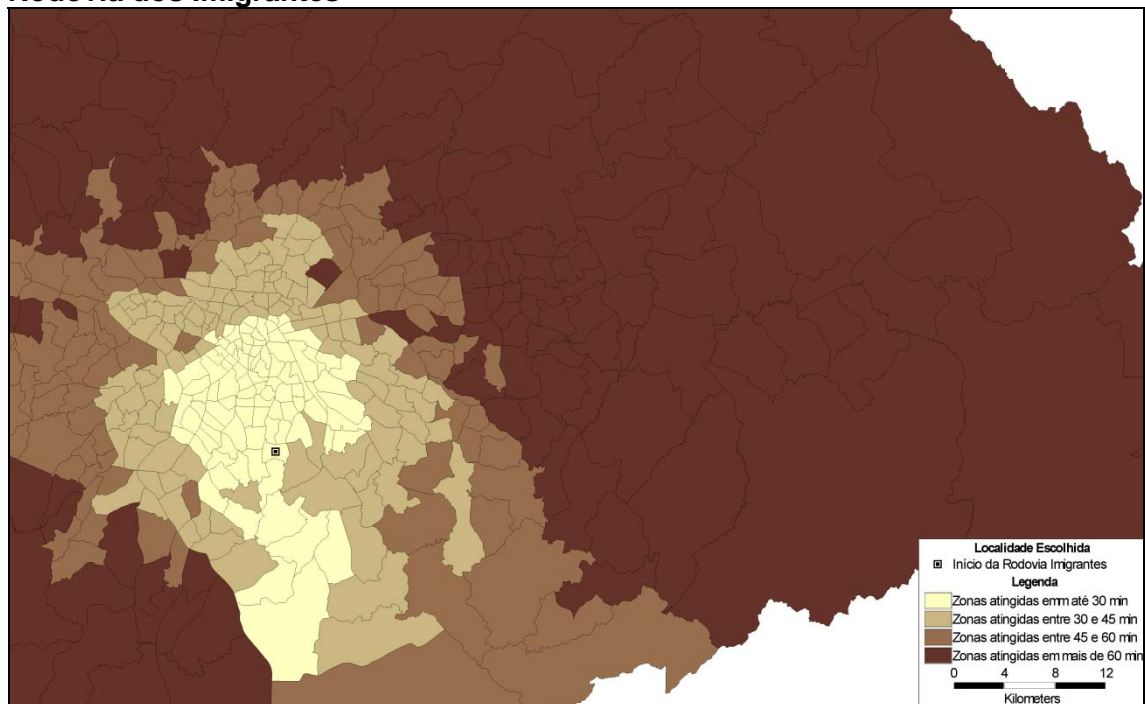 Rodovia dos Imigrantes
Localidade Escolhida
Início da Rodovia Imigrantes
Legenda
Zonas atingidas emm até 30 min
Zonas atingidas entre 30 e 45 min
Zonas atingidas entre 45 e 60 min
Zonas atingidas em mais de 60 min
0 4 8 12
Kilometers